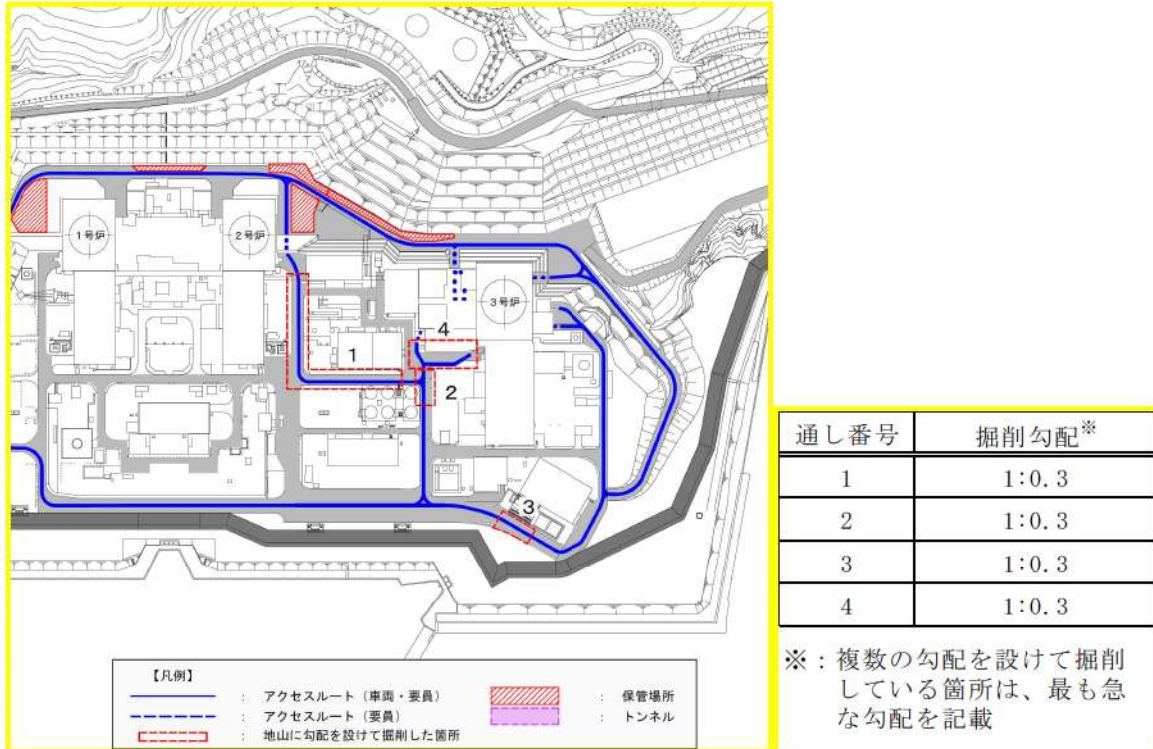 1号炉
2号炉
3号炉
4
1
2
3
【凡例】
： アクセスルート（車両・要員）
： アクセスルート（要員）
： 地山に勾配を設けて掘削した箇所
： 保管場所
： トンネル
通し番号 掘削勾配※
1 1:0.3
2 1:0.3
3 1:0.3
4 1:0.3
※：複数の勾配を設けて掘削
している箇所は、最も急
な勾配を記載